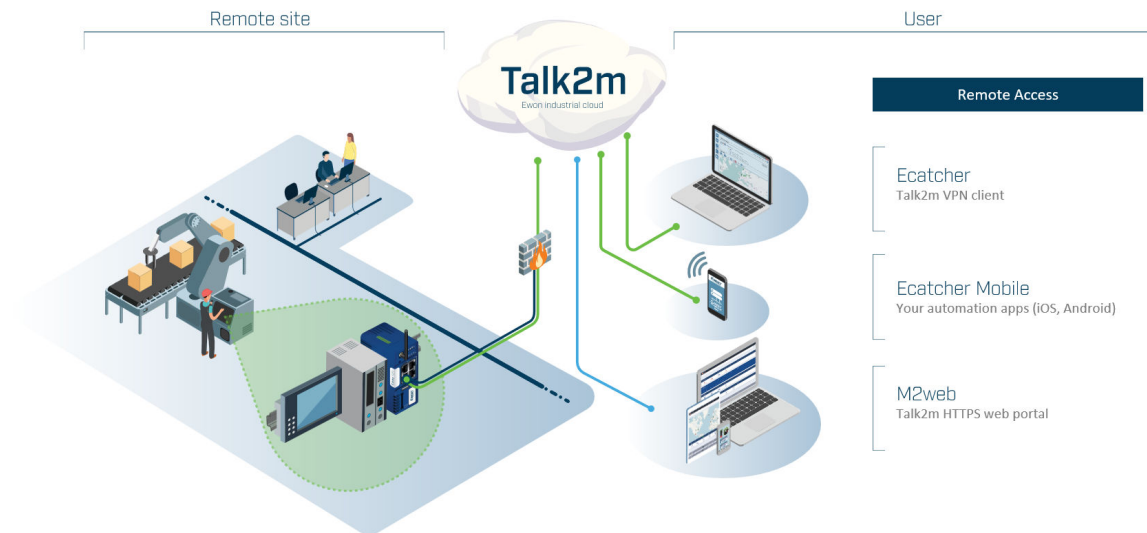 Remote site
User
Talk2m
Ewon industrial cloud
Remote Access
Ecatcher
Talk2m VPN client
Ecatcher Mobile
Your automation apps (iOS, Android)
M2web
Talk2m HTTPS web portal